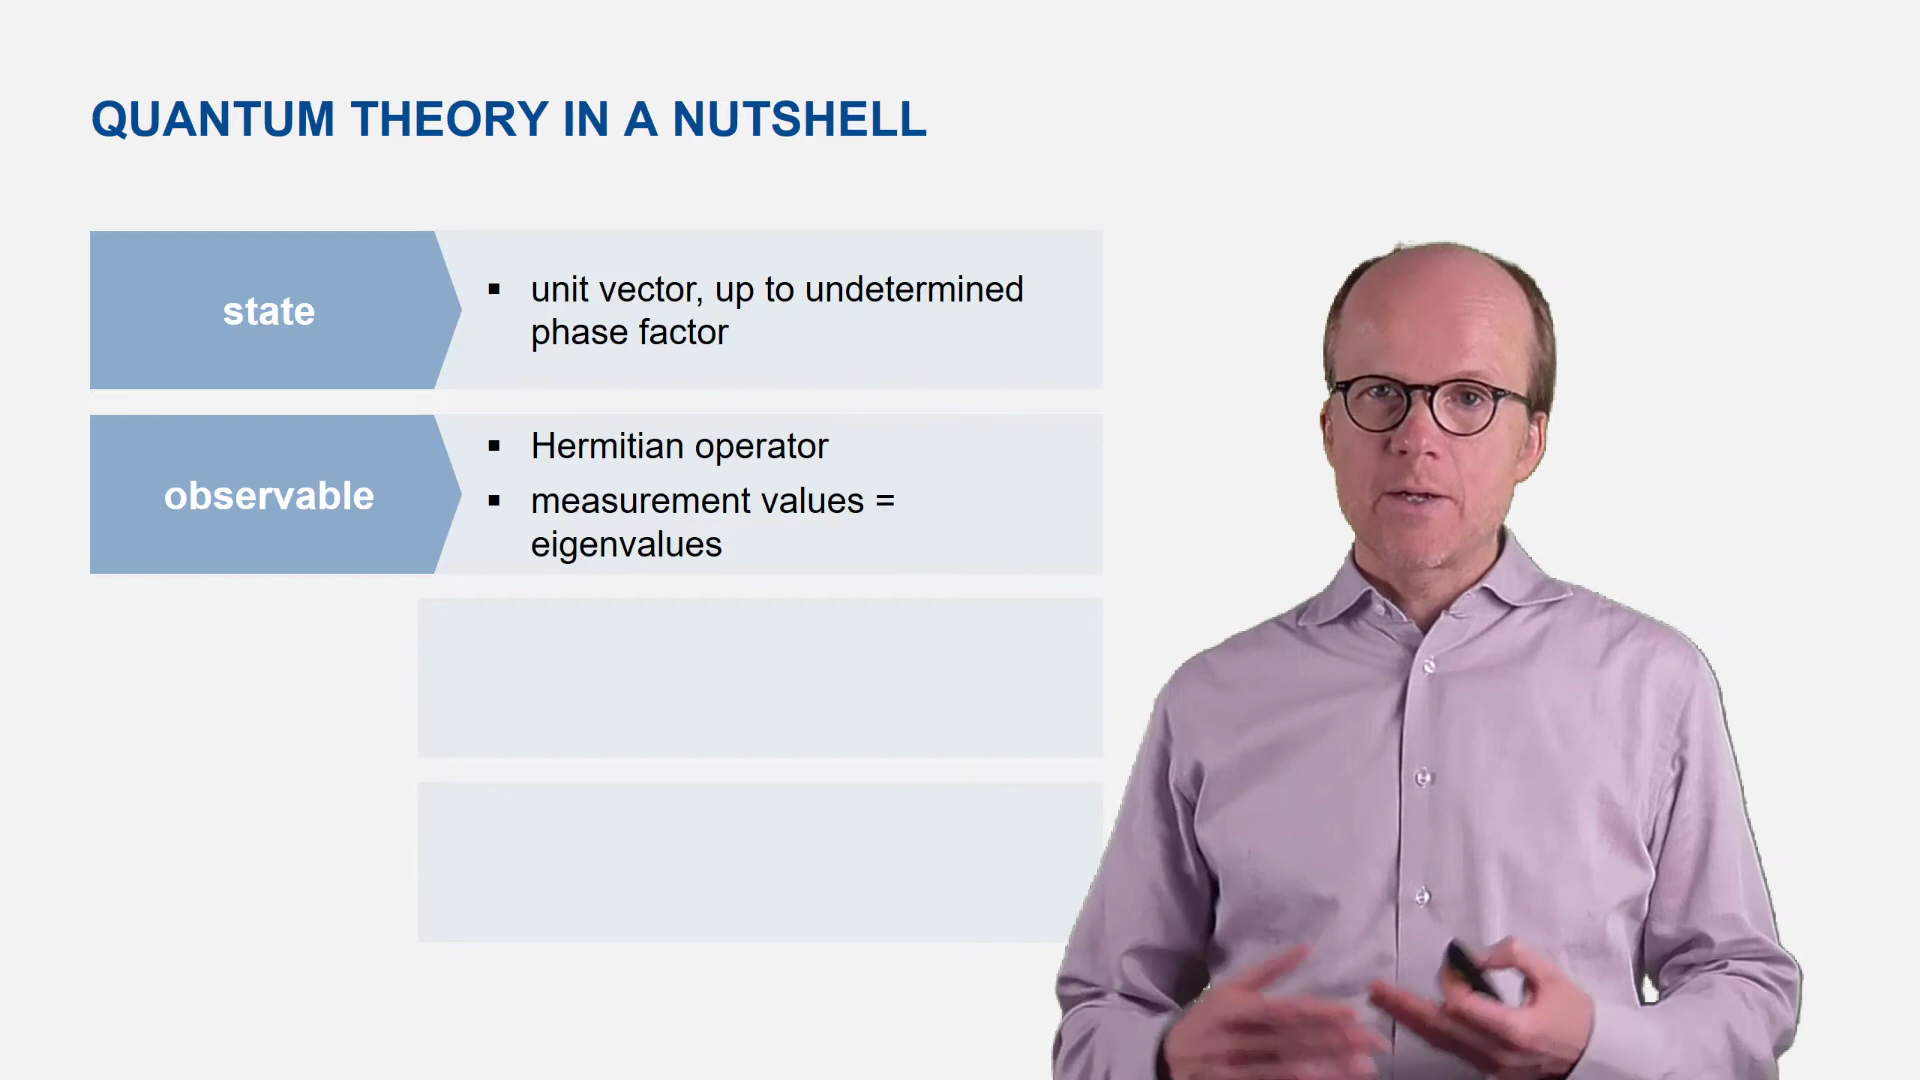 QUANTUM THEORY IN A NUTSHELL
state
▪ unit vector, up to undetermined
phase factor
observable
▪ Hermitian operator
▪ measurement values =
eigenvalues